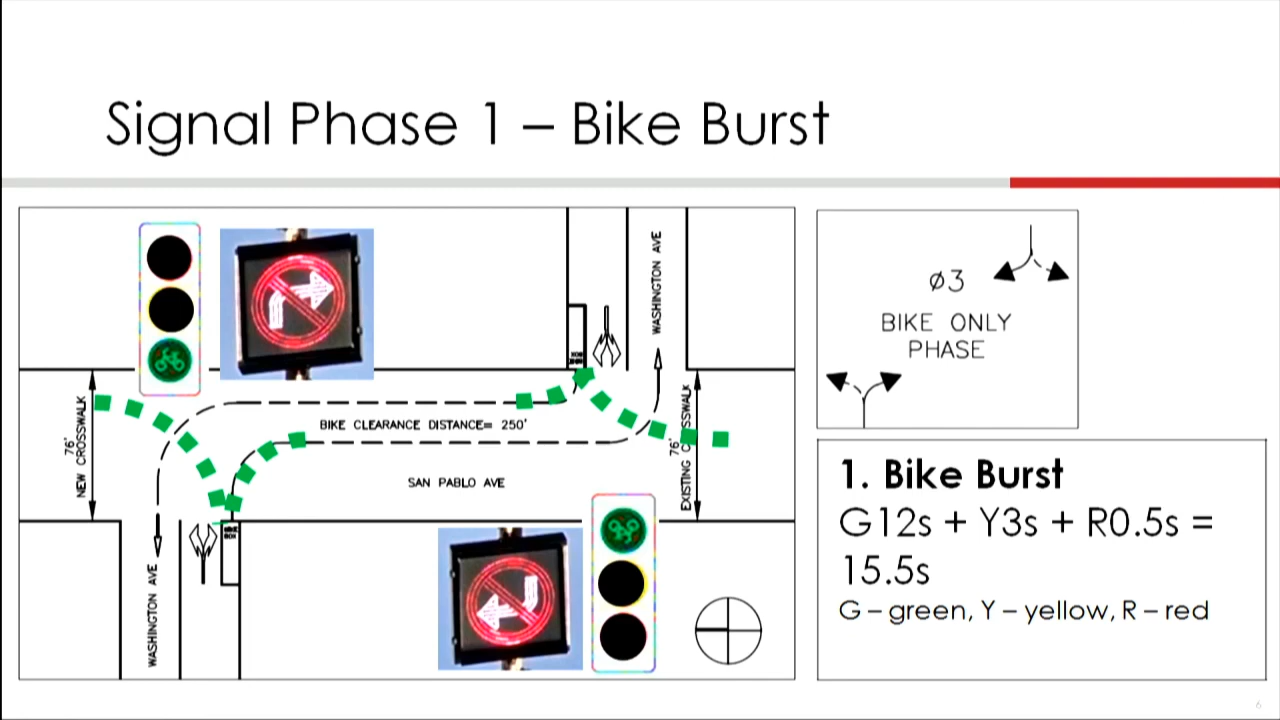 Signal Phase 1 – Bike Burst
WASHINGTON AVE
76'
NEW CROSSWALK
BIKE CLEARANCE DISTANCE= 250'
76'
EXISTING CROSSWALK
SAN PABLO AVE
WASHINGTON AVE
ø3
BIKE ONLY
PHASE
1. Bike Burst
G12s + Y3s + R0.5s =
15.5s
G – green, Y – yellow, R – red
6